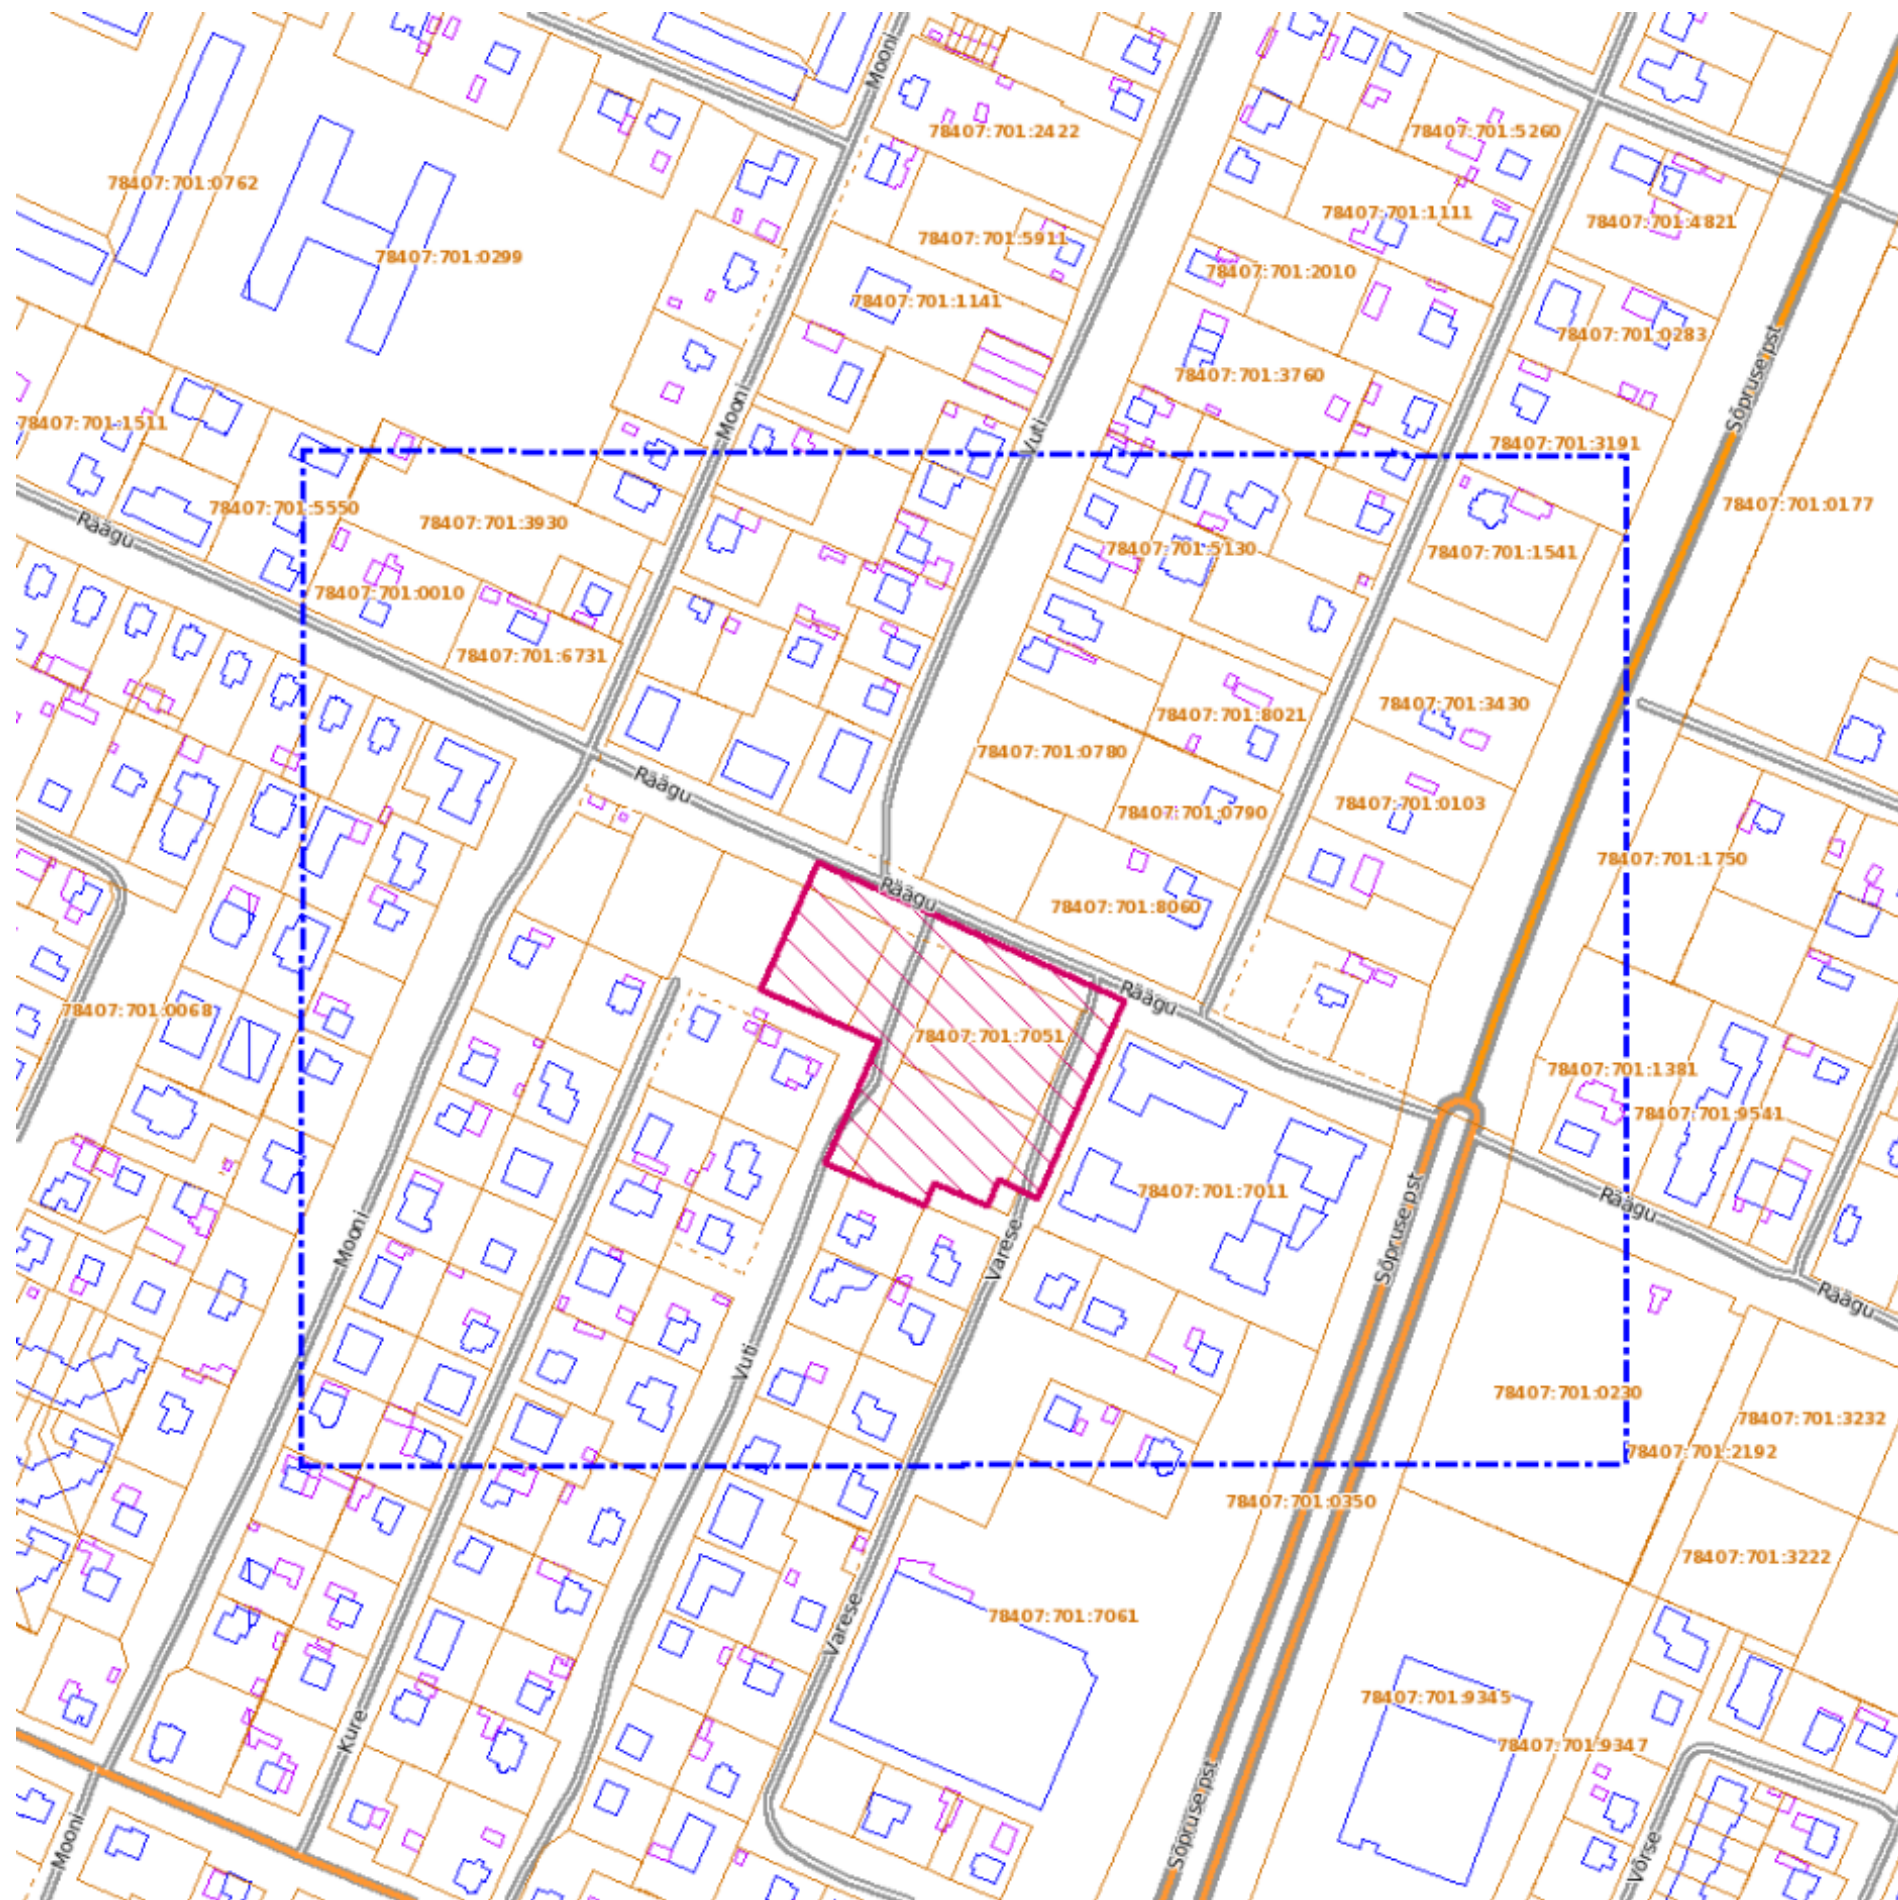 Mooni
78407:701:2422
78407:701:5260
78407:701:0762
78407:701:1111
78407:701:4821
78407:701:5911
78407:701:0299
78407:701:2010
78407:701:1141
78407:701:0283
Sõpruse pst
78407:701:3760
Mooni
78407:701:1511
Vuti
78407:701:3191
78407:701:5550
78407:701:0177
Räägu
78407:701:3930
78407:701:5130
78407:701:1541
78407:701:0010
78407:701:6731
78407:701:3430
78407:701:8021
78407:701:0780
Räägu
78407:701:0103
78407:701:0790
78407:701:1750
Räägu
78407:701:8060
Räägu
78407:701:0068
78407:701:7051
78407:701:1381
78407:701:9541
78407:701:7011
Räägu
Mooni
Sõpruse pst
Varese
Räägu
Vuti
78407:701:0230
78407:701:3232
78407:701:2192
78407:701:0350
78407:701:3222
78407:701:7061
Varese
78407:701:9345
Kure
78407:701:9347
Sõpruse pst
Mooni
Võrse